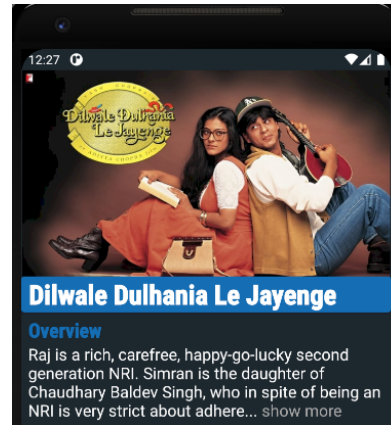 12:27
Dilwale Dulhania
Le Jayenge
Dilwale Dulhania Le Jayenge
Overview
Raj is a rich, carefree, happy-go-lucky second
generation NRI. Simran is the daughter of
Chaudhary Baldev Singh, who in spite of being an
NRI is very strict about adhere... show more